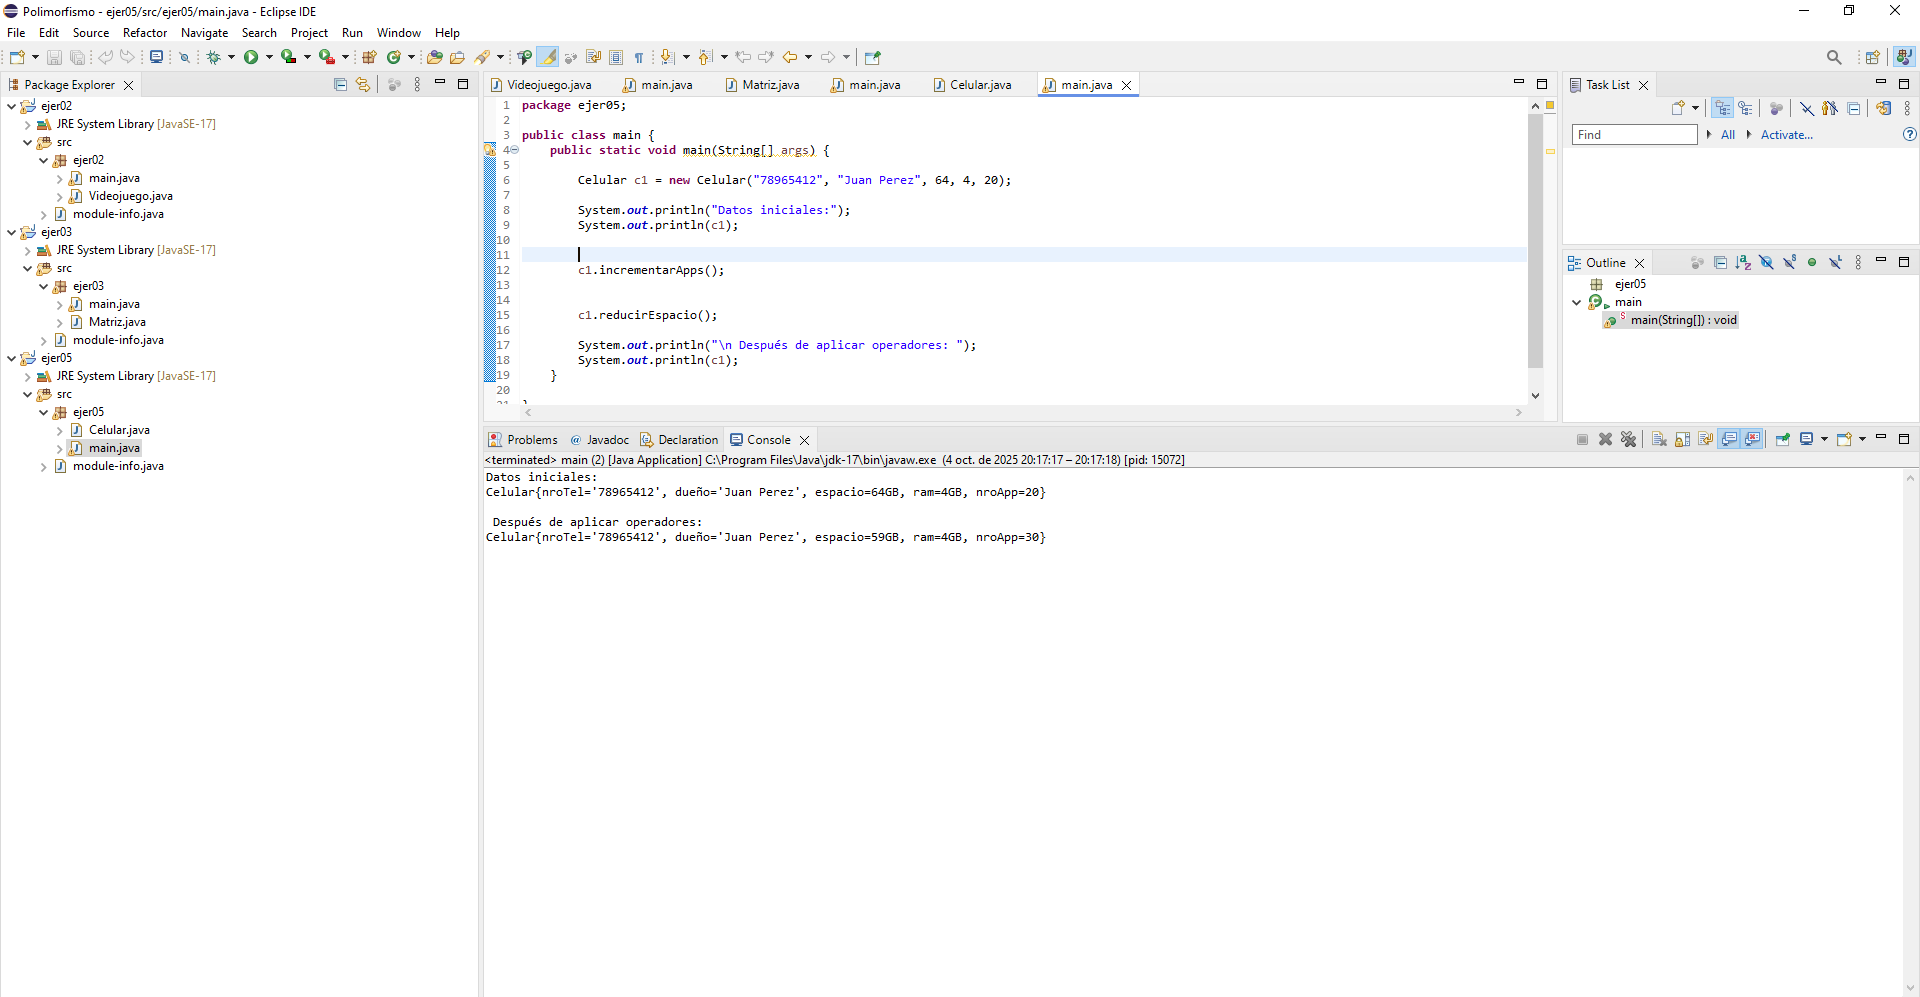 Polimorfismo - ejer05/src/ejer05/main.java - Eclipse IDE
File Edit Source Refactor Navigate Search Project Run Window Help
Package Explorer
ejer02
JRE System Library [JavaSE-17]
src
ejer02
main.java
Videojuego.java
module-info.java
ejer03
JRE System Library [JavaSE-17]
src
ejer03
main.java
Matriz.java
module-info.java
ejer05
JRE System Library [JavaSE-17]
src
ejer05
Celular.java
main.java
module-info.java
Videojuego.java main.java Matriz.java main.java Celular.java main.java
1 package ejer05;
2
3 public class main {
4 public static void main(String[] args) {
5
6 Celular c1 = new Celular("78965412", "Juan Perez", 64, 4, 20);
7
8 System.out.println("Datos iniciales:");
9 System.out.println(c1);
10
11
12 c1.incrementarApps();
13
14
15 c1.reducirEspacio();
16
17 System.out.println("\n Después de aplicar operadores: ");
18 System.out.println(c1);
19 }
20
21 }
Task List
Find All Activate...
Outline
ejer05
main
main(String[]) : void
Problems Javadoc Declaration Console
<terminated> main (2) [Java Application] C:\Program Files\Java\jdk-17\bin\javaw.exe (4 oct. de 2025 20:17:17 – 20:17:18) [pid: 15072]
Datos iniciales:
Celular{nroTel='78965412', dueño='Juan Perez', espacio=64GB, ram=4GB, nroApp=20}
Después de aplicar operadores:
Celular{nroTel='78965412', dueño='Juan Perez', espacio=59GB, ram=4GB, nroApp=30}